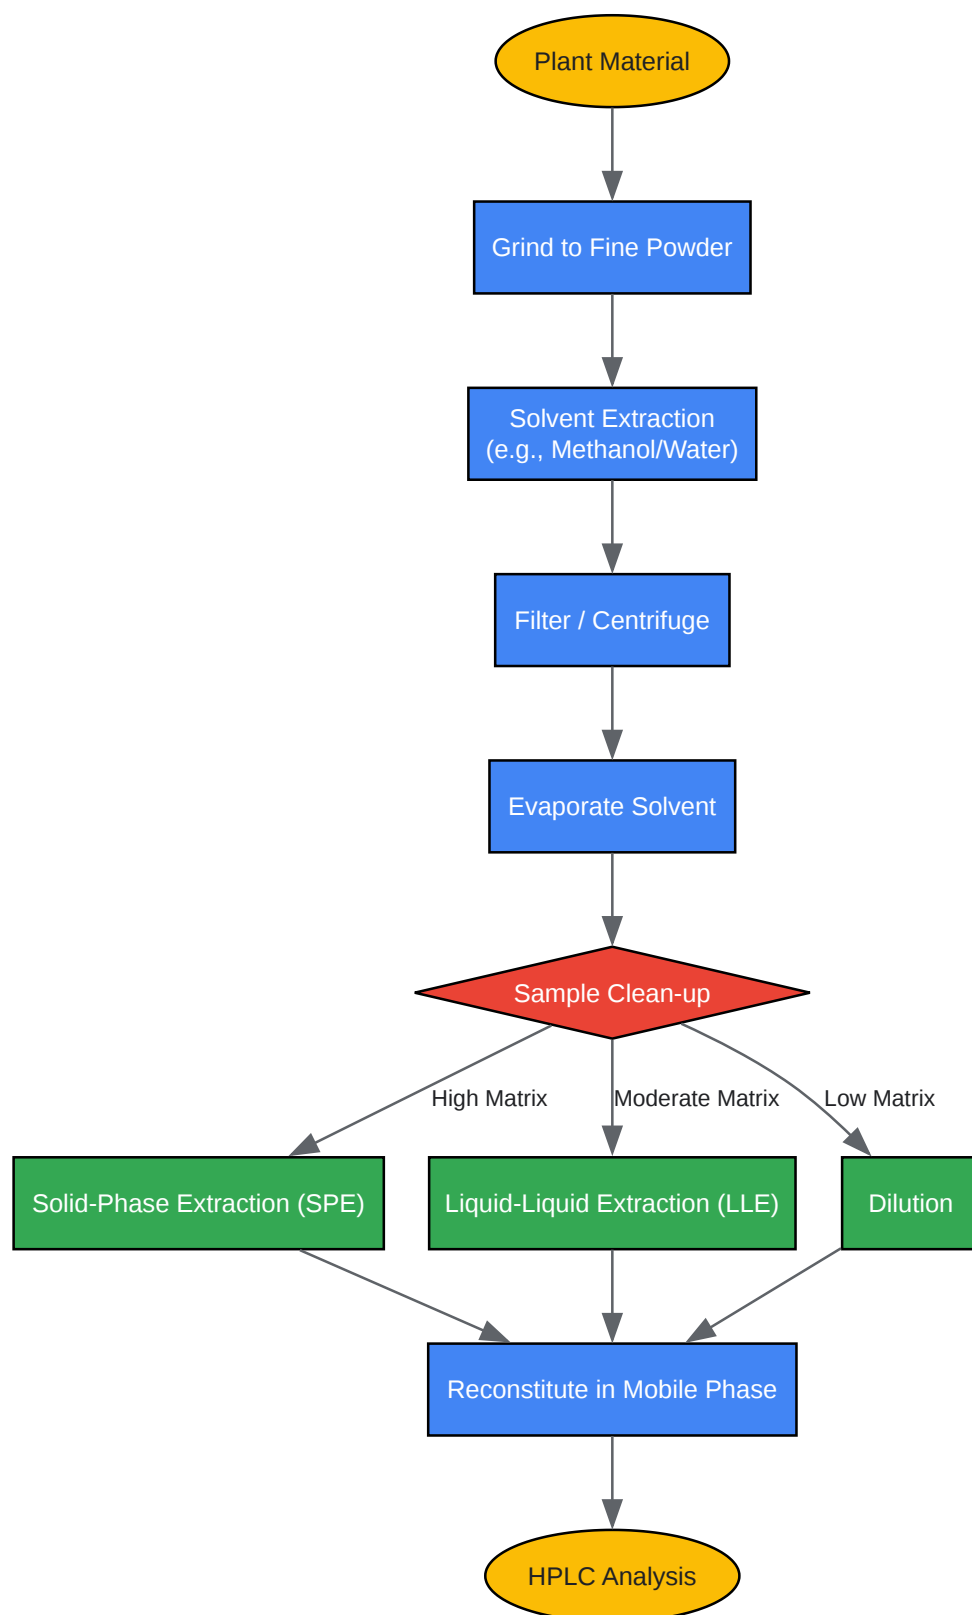 Plant Material
Grind to Fine Powder
Solvent Extraction
(e.g., Methanol/Water)
Filter / Centrifuge
Evaporate Solvent
Sample Clean-up
High Matrix
Moderate Matrix
Low Matrix
Solid-Phase Extraction (SPE)
Liquid-Liquid Extraction (LLE)
Dilution
Reconstitute in Mobile Phase
HPLC Analysis